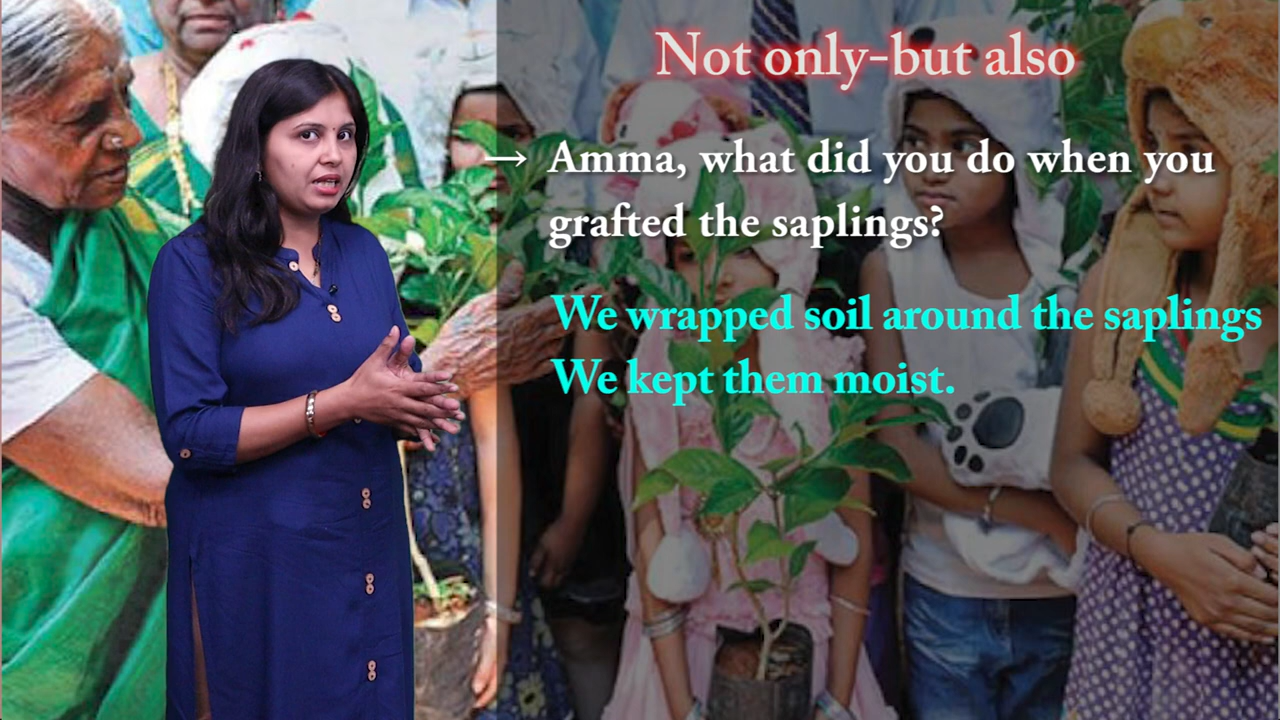 Not only-but also
→ Amma, what did you do when you
grafted the saplings?
We wrapped soil around the saplings
We kept them moist.